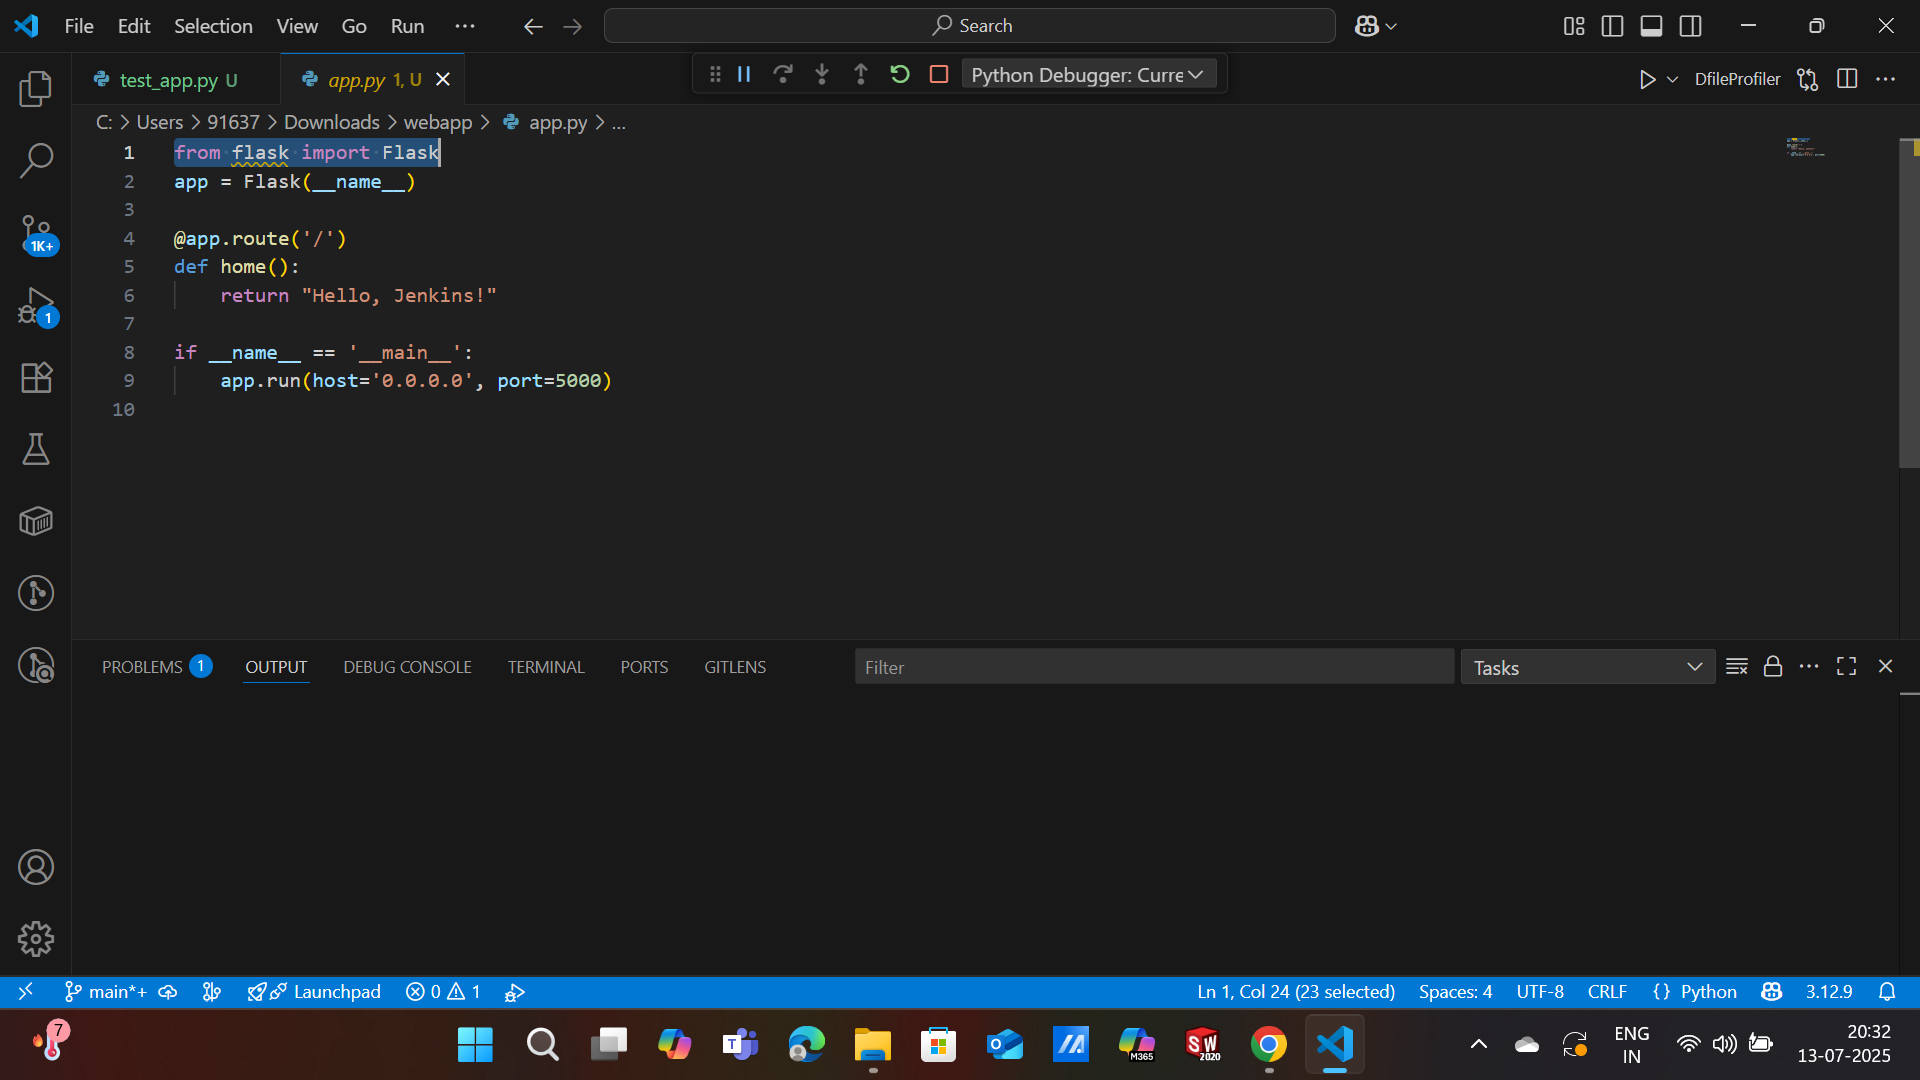 File Edit Selection View Go Run ··· Search
test_app.py U app.py 1, U Python Debugger: Curre DfileProfiler
C: > Users > 91637 > Downloads > webapp > app.py > ...
1 from flask import Flask
2 app = Flask(__name__)
3
4 @app.route('/')
5 def home():
6 return "Hello, Jenkins!"
7
8 if __name__ == '__main__':
9 app.run(host='0.0.0.0', port=5000)
10
1K+
1
PROBLEMS 1 OUTPUT DEBUG CONSOLE TERMINAL PORTS GITLENS Filter Tasks
main*+ Launchpad 0 1 Ln 1, Col 24 (23 selected) Spaces: 4 UTF-8 CRLF {} Python 3.12.9
7
T
M365
SW
2020
ENG
IN
20:32
13-07-2025